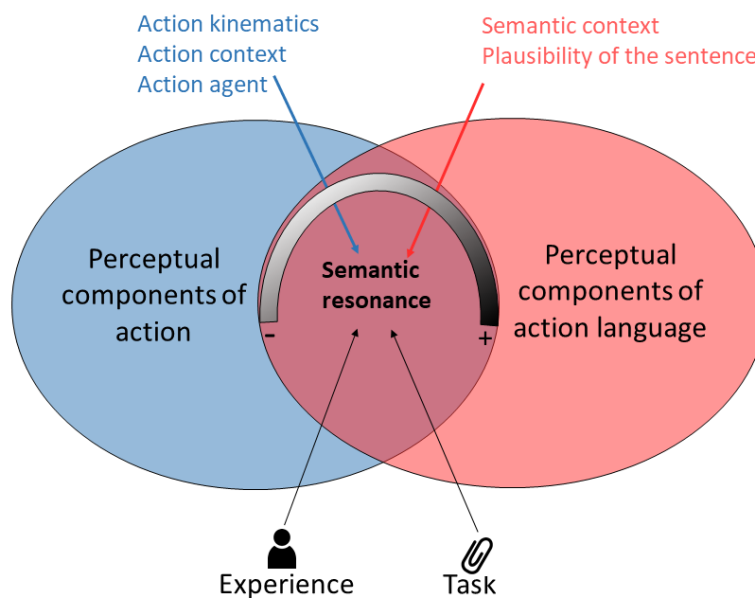 Action kinematics
Action context
Action agent
Semantic context
Plausibility of the sentence
Perceptual
components of
action
Semantic
resonance
Perceptual
components of
action language
-
+
Experience
Task